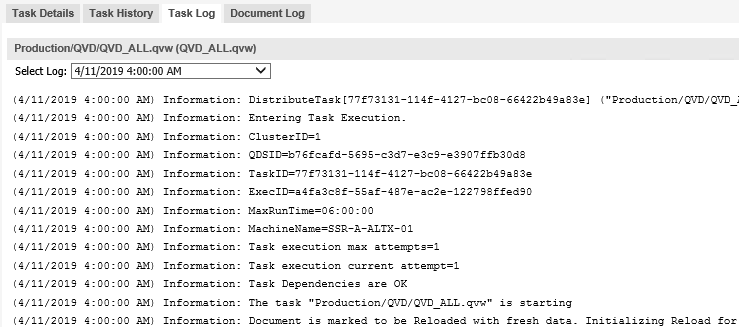 Task Details Task History Task Log Document Log
Production/QVD/QVD_ALL.qvw (QVD_ALL.qvw)
Select Log: 4/11/2019 4:00:00 AM
(4/11/2019 4:00:00 AM) Information: DistributeTask[77f73131-114f-4127-bc08-66422b49a83e] ("Production/QVD/QVD_
(4/11/2019 4:00:00 AM) Information: Entering Task Execution.
(4/11/2019 4:00:00 AM) Information: ClusterID=1
(4/11/2019 4:00:00 AM) Information: QDSID=b76fcafd-5695-c3d7-e3c9-e3907ffb30d8
(4/11/2019 4:00:00 AM) Information: TaskID=77f73131-114f-4127-bc08-66422b49a83e
(4/11/2019 4:00:00 AM) Information: ExecID=a4fa3c8f-55af-487e-ac2e-122798ffed90
(4/11/2019 4:00:00 AM) Information: MaxRunTime=06:00:00
(4/11/2019 4:00:00 AM) Information: MachineName=SSR-A-ALTX-01
(4/11/2019 4:00:00 AM) Information: Task execution max attempts=1
(4/11/2019 4:00:00 AM) Information: Task execution current attempt=1
(4/11/2019 4:00:00 AM) Information: Task Dependencies are OK
(4/11/2019 4:00:00 AM) Information: The task "Production/QVD/QVD_ALL.qvw" is starting
(4/11/2019 4:00:00 AM) Information: Document is marked to be Reloaded with fresh data. Initializing Reload for